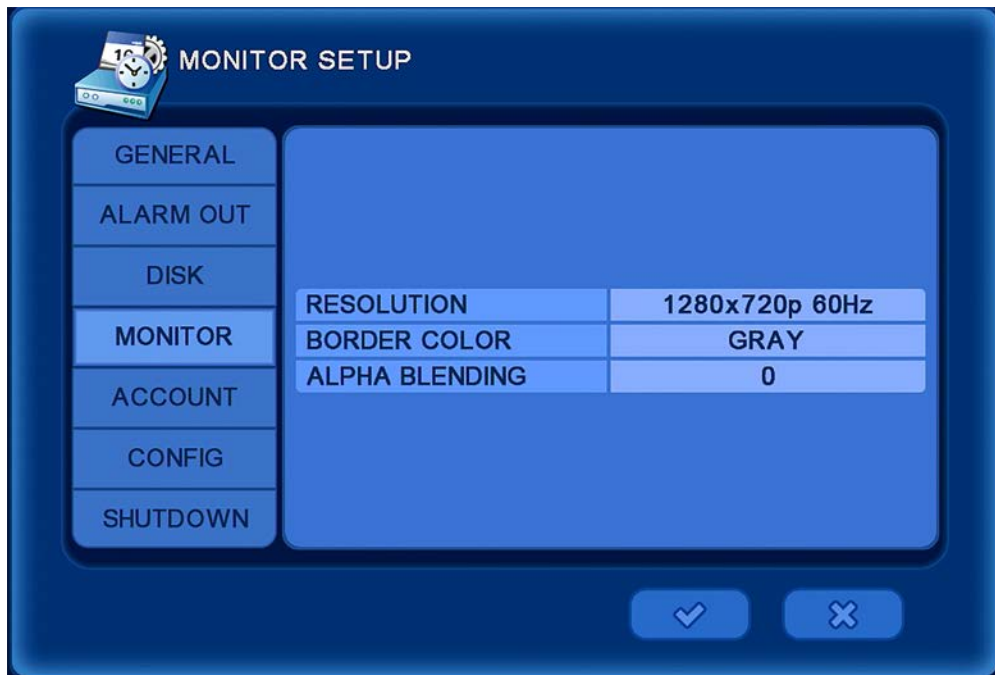 MONITOR SETUP
GENERAL
ALARM OUT
DISK
MONITOR
ACCOUNT
CONFIG
SHUTDOWN
RESOLUTION 1280x720p 60Hz
BORDER COLOR GRAY
ALPHA BLENDING 0